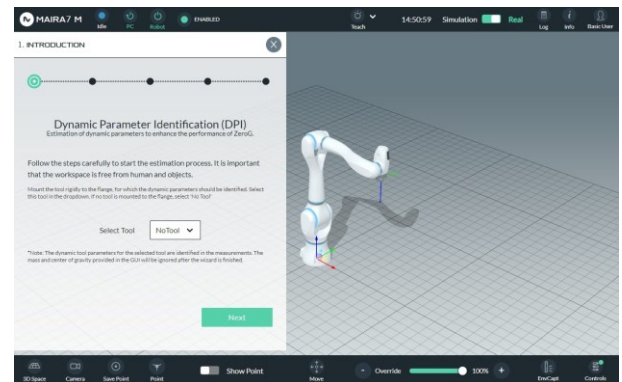 MAIRA7 M
Idle
PC
Robot
ENABLED
Teach
14:50:59
Simulation
Real
Log
Info
Basic User
1. INTRODUCTION
Dynamic Parameter Identification (DPI)
Estimation of dynamic parameters to enhance the performance of ZeroG.
Follow the steps carefully to start the estimation process. It is important
that the workspace is free from human and objects.
Mount the tool rigidly to the flange, for which the dynamic parameters should be identified. Select
this tool in the dropdown. If no tool is mounted to the flange, select 'No Tool'
Select Tool
NoTool
*Note: The dynamic tool parameters for the selected tool are identified in the measurements. The
mass and center of gravity provided in the GUI will be ignored after the wizard is finished.
Next
3D Space
Camera
Save Point
Point
Show Point
Move
- Override 100% +
EnvCapt
Controls